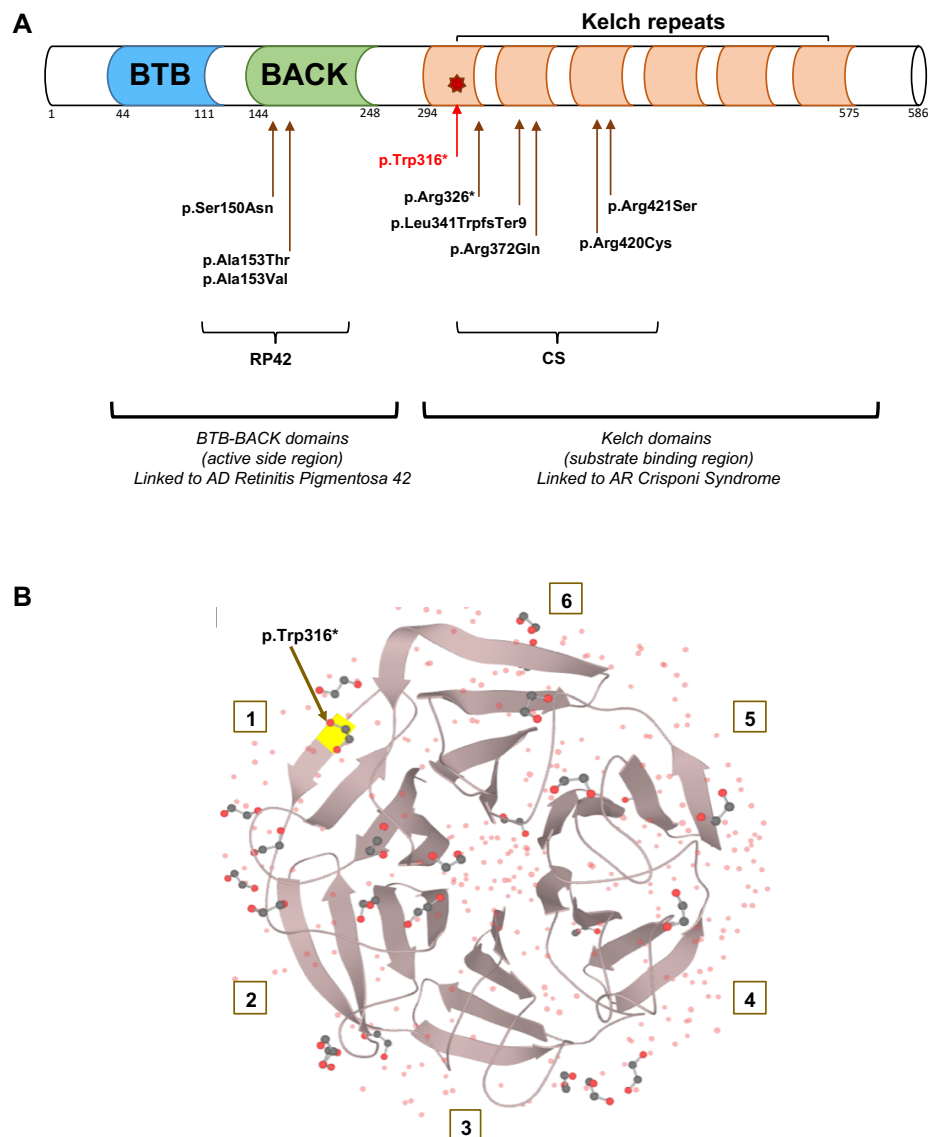 A
Kelch repeats
BTB
BACK
1
44
111
144
248
294
575
586
p.Trp316*
p.Ser150Asn
p.Arg326*
p.Arg421Ser
p.Leu341TrpfsTer9
p.Arg372Gln
p.Arg420Cys
p.Ala153Thr
p.Ala153Val
RP42
CS
BTB-BACK domains
(active side region)
Linked to AD Retinitis Pigmentosa 42
Kelch domains
(substrate binding region)
Linked to AR Crisponi Syndrome
B
6
p.Trp316*
1
5
2
4
3